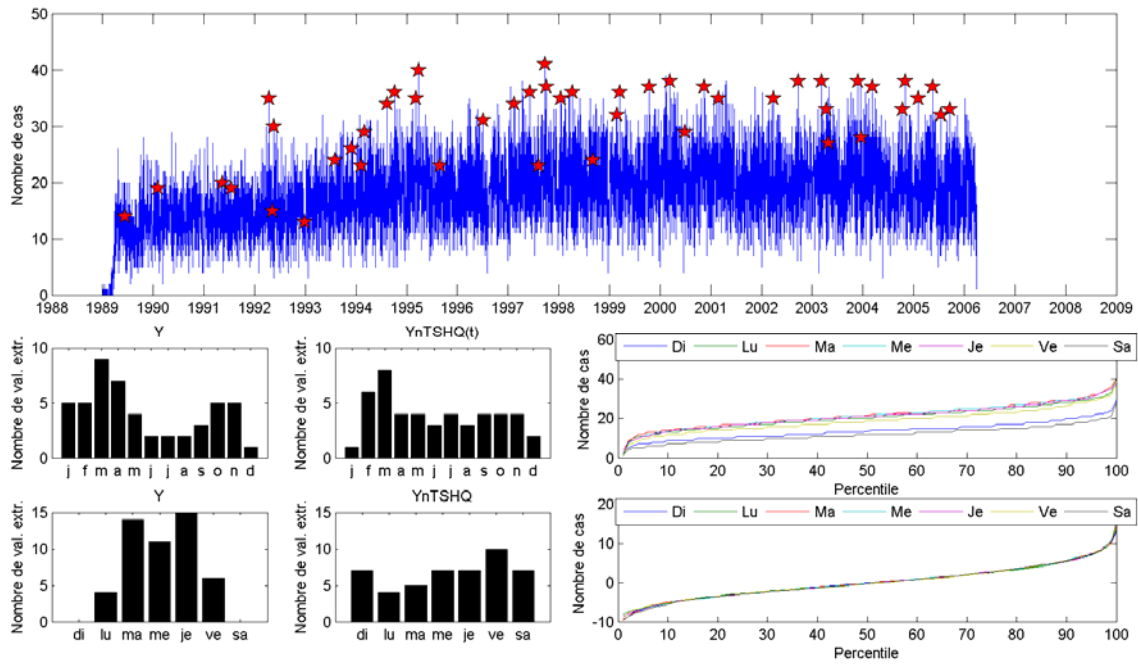 50
40
30
20
10
0
Nombre de cas
1988 1989 1990 1991 1992 1993 1994 1995 1996 1997 1998 1999 2000 2001 2002 2003 2004 2005 2006 2007 2008 2009
Y
10
5
0
Nombre de val. extr.
j f m a m j j a s o n d
YnTSHQ(t)
10
5
0
Nombre de val. extr.
j f m a m j j a s o n d
60
40
20
0
Nombre de cas
Di Lu Ma Me Je Ve Sa
10 20 30 40 50 60 70 80 90 100
Percentile
Y
15
10
5
0
Nombre de val. extr.
di lu ma me je ve sa
YnTSHQ
15
10
5
0
Nombre de val. extr.
di lu ma me je ve sa
20
10
0
-10
Nombre de cas
Di Lu Ma Me Je Ve Sa
10 20 30 40 50 60 70 80 90 100
Percentile